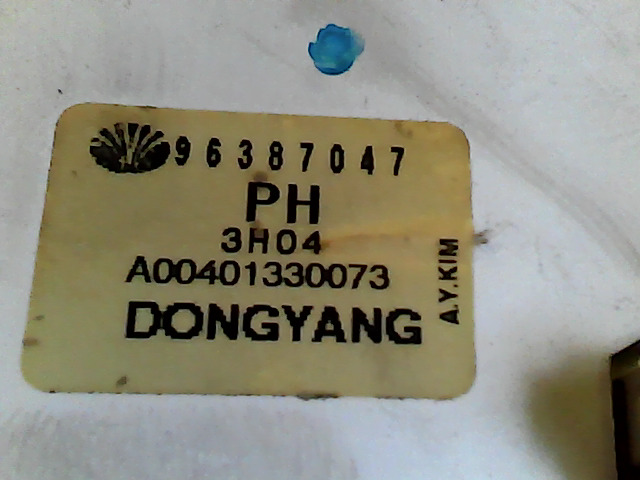 96387047
PH
3H04
A00401330073
DONGYANG
A.Y.KIM